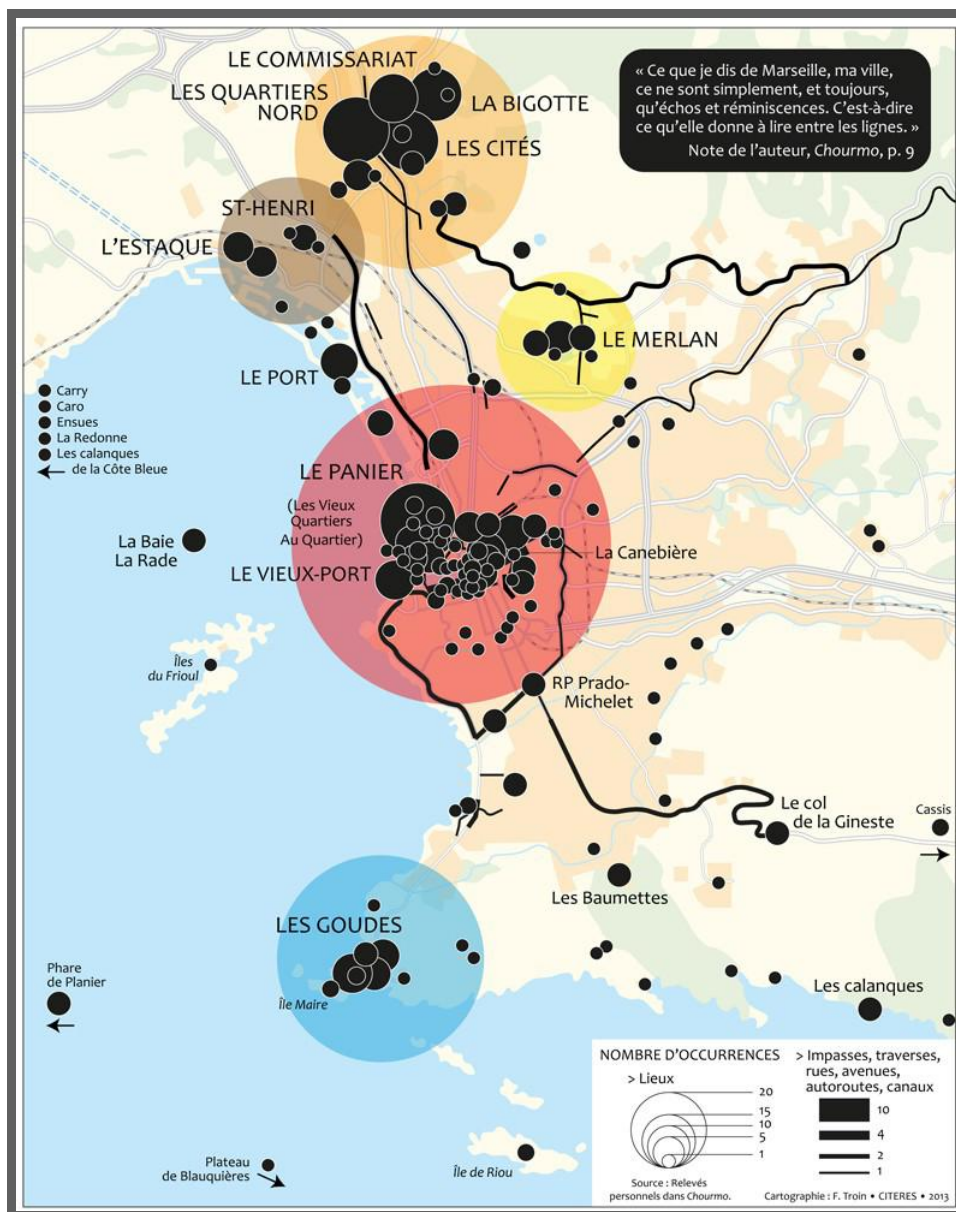 LE COMMISSARIAT
LES QUARTIERS
NORD
LA BIGOTTE
LES CITÉS
« Ce que je dis de Marseille, ma ville,
ce ne sont simplement, et toujours,
qu'échos et réminiscences. C'est-à-dire
ce qu'elle donne à lire entre les lignes. »
Note de l'auteur, Chourmo, p. 9
ST-HENRI
L'ESTAQUE
LE MERLAN
LE PORT
Carry
Caro
Ensues
La Redonne
Les calanques
de la Côte Bleue
LE PANIER
(Les Vieux
Quartiers
Au Quartier)
La Baie
La Rade
La Canebière
LE VIEUX-PORT
Îles
du Frioul
RP Prado-
Michelet
Le col
de la Gineste
Cassis
Les Baumettes
LES GOUDES
Phare
de Planier
Île Maire
Les calanques
Plateau
de Blauquières
Île de Riou
NOMBRE D'OCCURRENCES
> Lieux
20
15
10
5
1
Source : Relevés
personnels dans Chourmo.
> Impasses, traverses,
rues, avenues,
autoroutes, canaux
10
4
2
1
Cartographie : F. Troin • CITERES • 2013